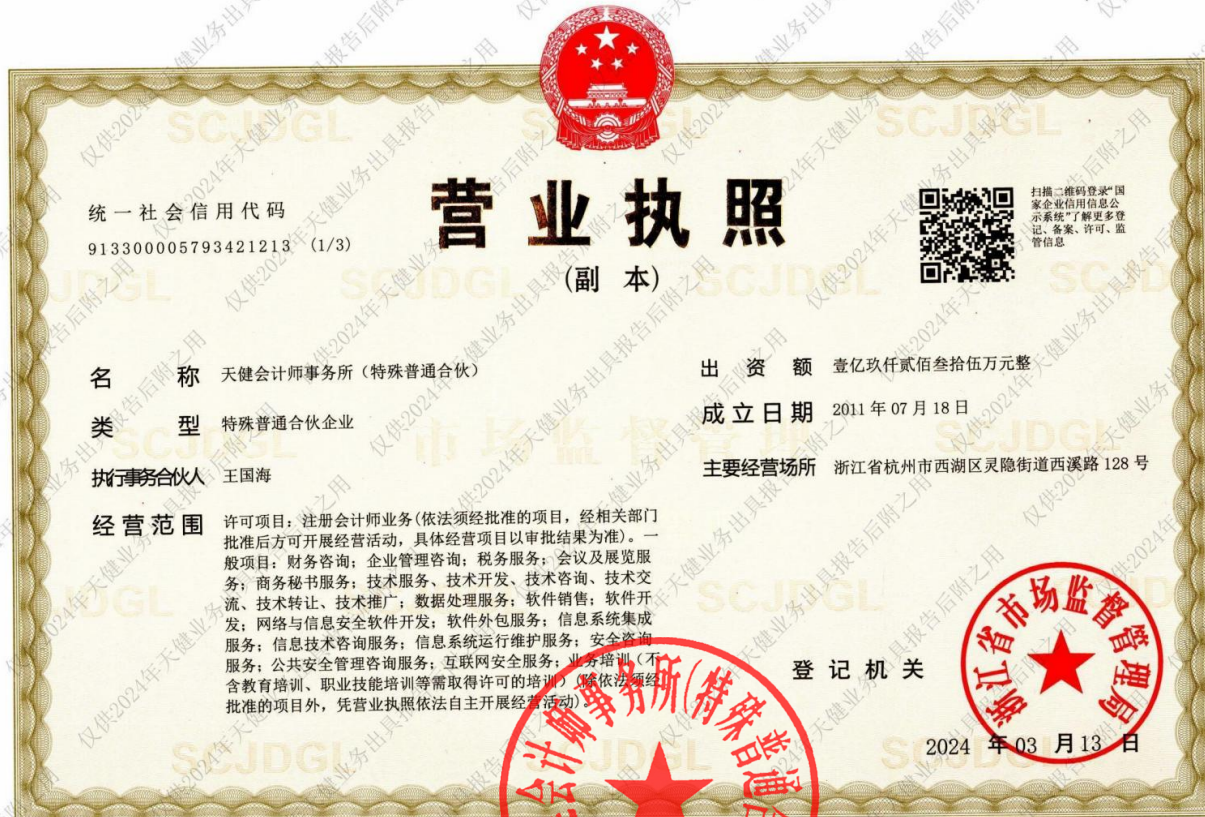 营业执照
(副 本)
统一社会信用代码
913300005793421213 (1/3)
扫描二维码登录“国
家企业信用信息公
示系统”了解更多登
记、备案、许可、监
管信息
名 称 天健会计师事务所（特殊普通合伙）
类 型 特殊普通合伙企业
执行事务合伙人 王国海
经营范围 许可项目：注册会计师业务(依法须经批准的项目，经相关部门
批准后方可开展经营活动，具体经营项目以审批结果为准)。一
般项目：财务咨询；企业管理咨询；税务服务；会议及展览服
务；商务秘书服务；技术服务、技术开发、技术咨询、技术交
流、技术转让、技术推广；数据处理服务；软件销售；软件开
发；网络与信息安全软件开发；软件外包服务；信息系统集成
服务；信息技术咨询服务；信息系统运行维护服务；安全咨询
服务；公共安全管理咨询服务；互联网安全服务；业务培训（不
含教育培训、职业技能培训等需取得许可的培训）(除依法须经
批准的项目外，凭营业执照依法自主开展经营活动)。
出 资 额 壹亿玖仟贰佰叁拾伍万元整
成立日期 2011 年 07 月 18 日
主要经营场所 浙江省杭州市西湖区灵隐街道西溪路 128 号
登记机关
浙江省市场监督管理局
2024 年 03 月 13 日
会计师事务所(特殊普通合
SCJDGL
市场监督管理
仅供2024年天健业务出具报告后附之用